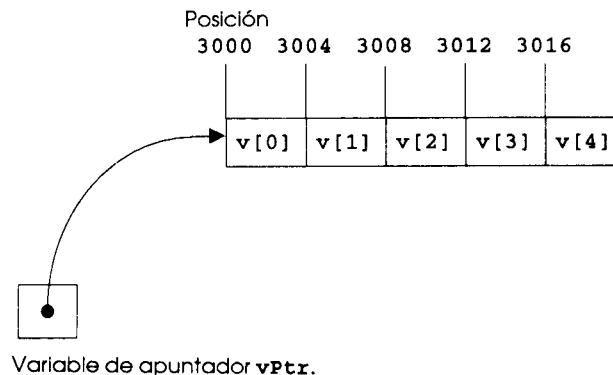 Posición
3000 3004 3008 3012 3016
v[0] v[1] v[2] v[3] v[4]
Variable de apuntador vPtr.